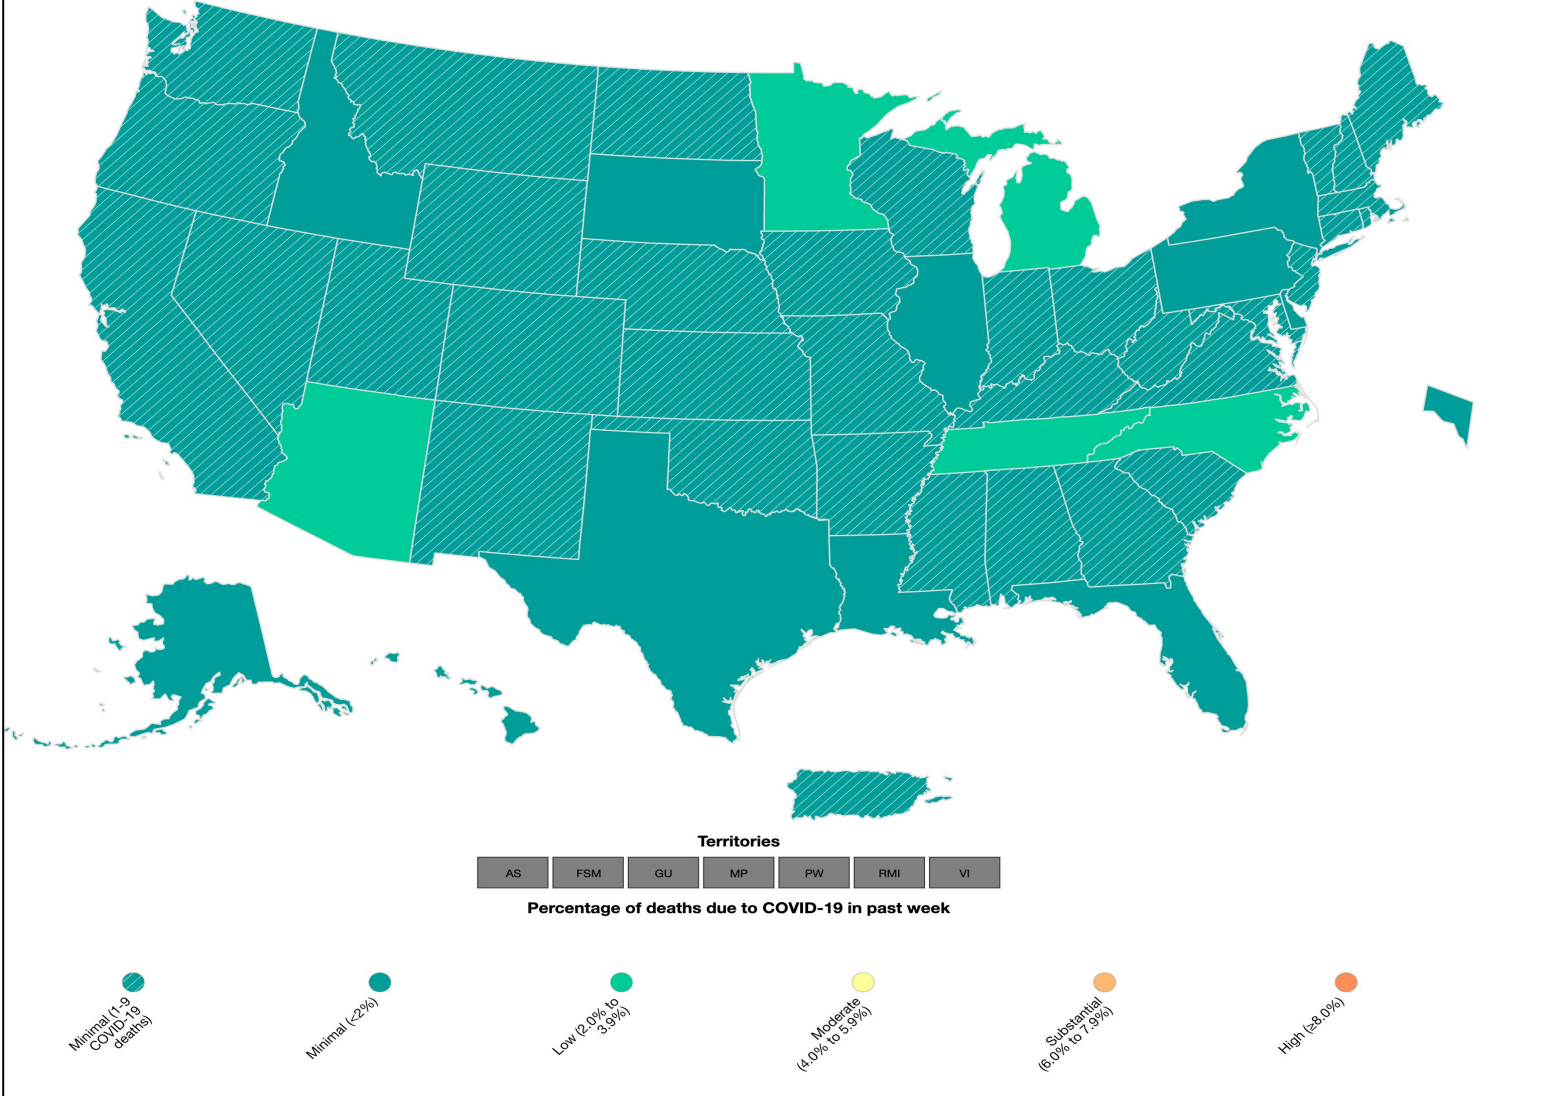 Territories
AS
FSM
GU
MP
PW
RMI
VI
Percentage of deaths due to COVID-19 in past week
Minimal (1-9
COVID-19
deaths)
Minimal (<2%)
Low (2.0% to
3.9%)
Moderate
(4.0% to 5.9%)
Substantial
(6.0% to 7.9%)
High (≥8.0%)